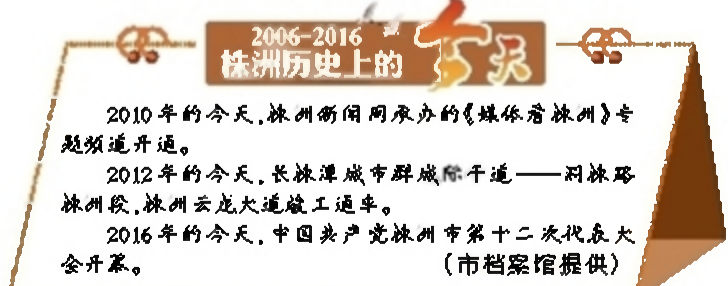 2006-2016
株洲历史上的今天
2010年的今天,株洲新闻网承办的《媒体看株洲》专
题频道开通。
2012年的今天,长株潭城市群城际干道——洞株路
株洲段,株洲云龙大道竣工通车。
2016年的今天,中国共产党株洲市第十二次代表大
会开幕。
(市档案馆提供)